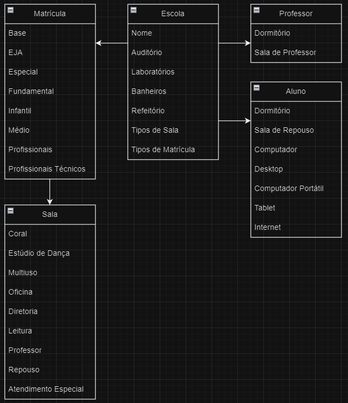 Matrícula
Base
EJA
Especial
Fundamental
Infantil
Médio
Profissionais
Profissionais Técnicos
Escola
Nome
Auditório
Laboratórios
Banheiros
Refeitório
Tipos de Sala
Tipos de Matrícula
Professor
Dormitório
Sala de Professor
Aluno
Dormitório
Sala de Repouso
Computador
Desktop
Computador Portátil
Tablet
Internet
Sala
Coral
Estúdio de Dança
Multiuso
Oficina
Diretoria
Leitura
Professor
Repouso
Atendimento Especial